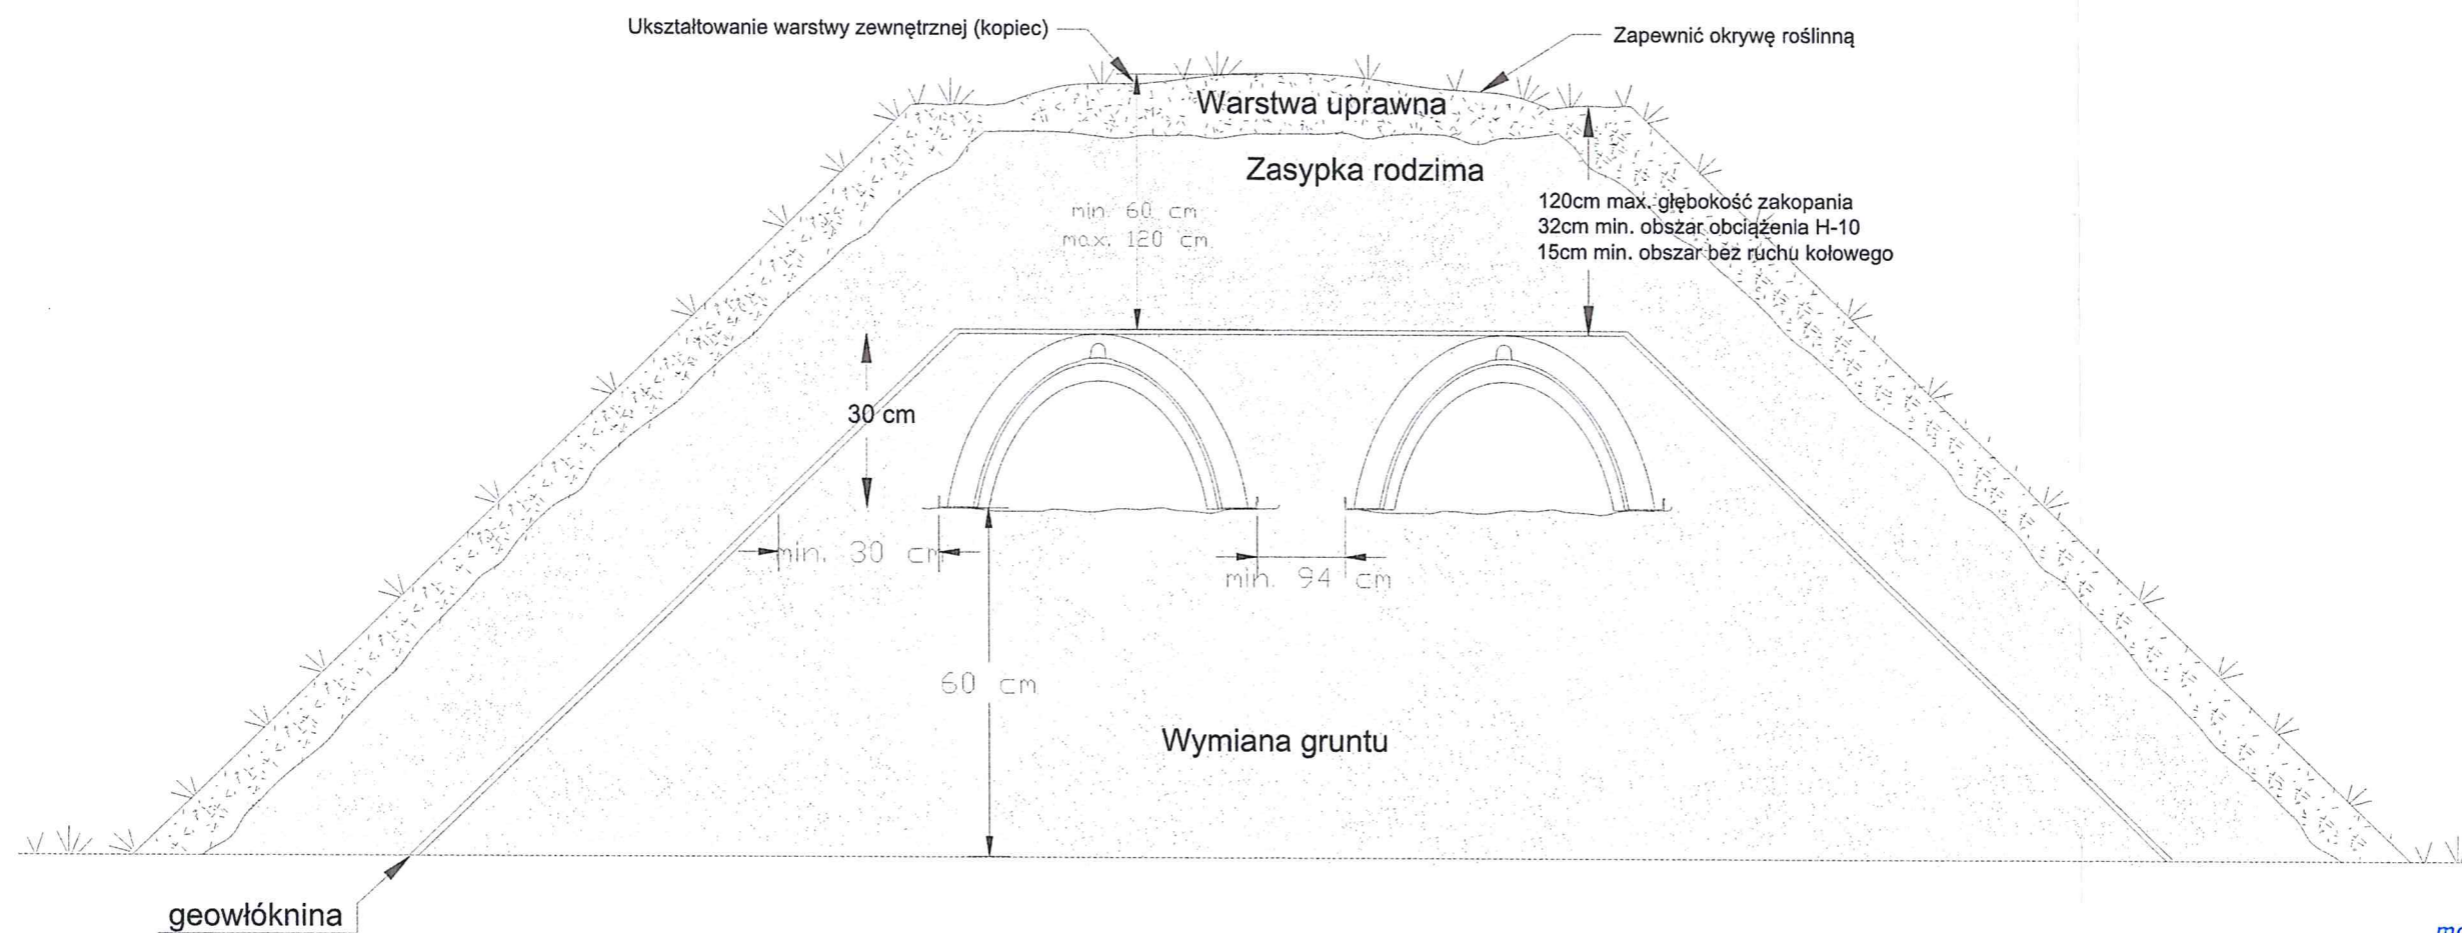 Ukształtowanie warstwy zewnętrznej (kopiec)
Zapewnić okrywę roślinną
Warstwa uprawna
Zasypka rodzima
min. 60 cm
max. 120 cm
120cm max. głębokość zakopania
32cm min. obszar obciążenia H-10
15cm min. obszar bez ruchu kołowego
30 cm
min. 30 cm
min. 94 cm
60 cm
Wymiana gruntu
geowłóknina